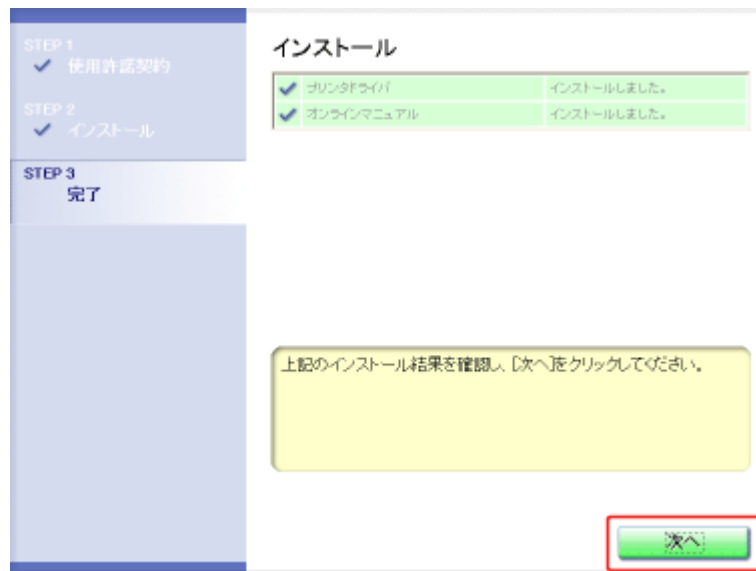 STEP 1
使用許諾契約
STEP 2
インストール
STEP 3
完了
インストール
プリンタドライバ インストールしました。
オンラインマニュアル インストールしました。
上記のインストール結果を確認し、[次へ]をクリックしてください。
次へ